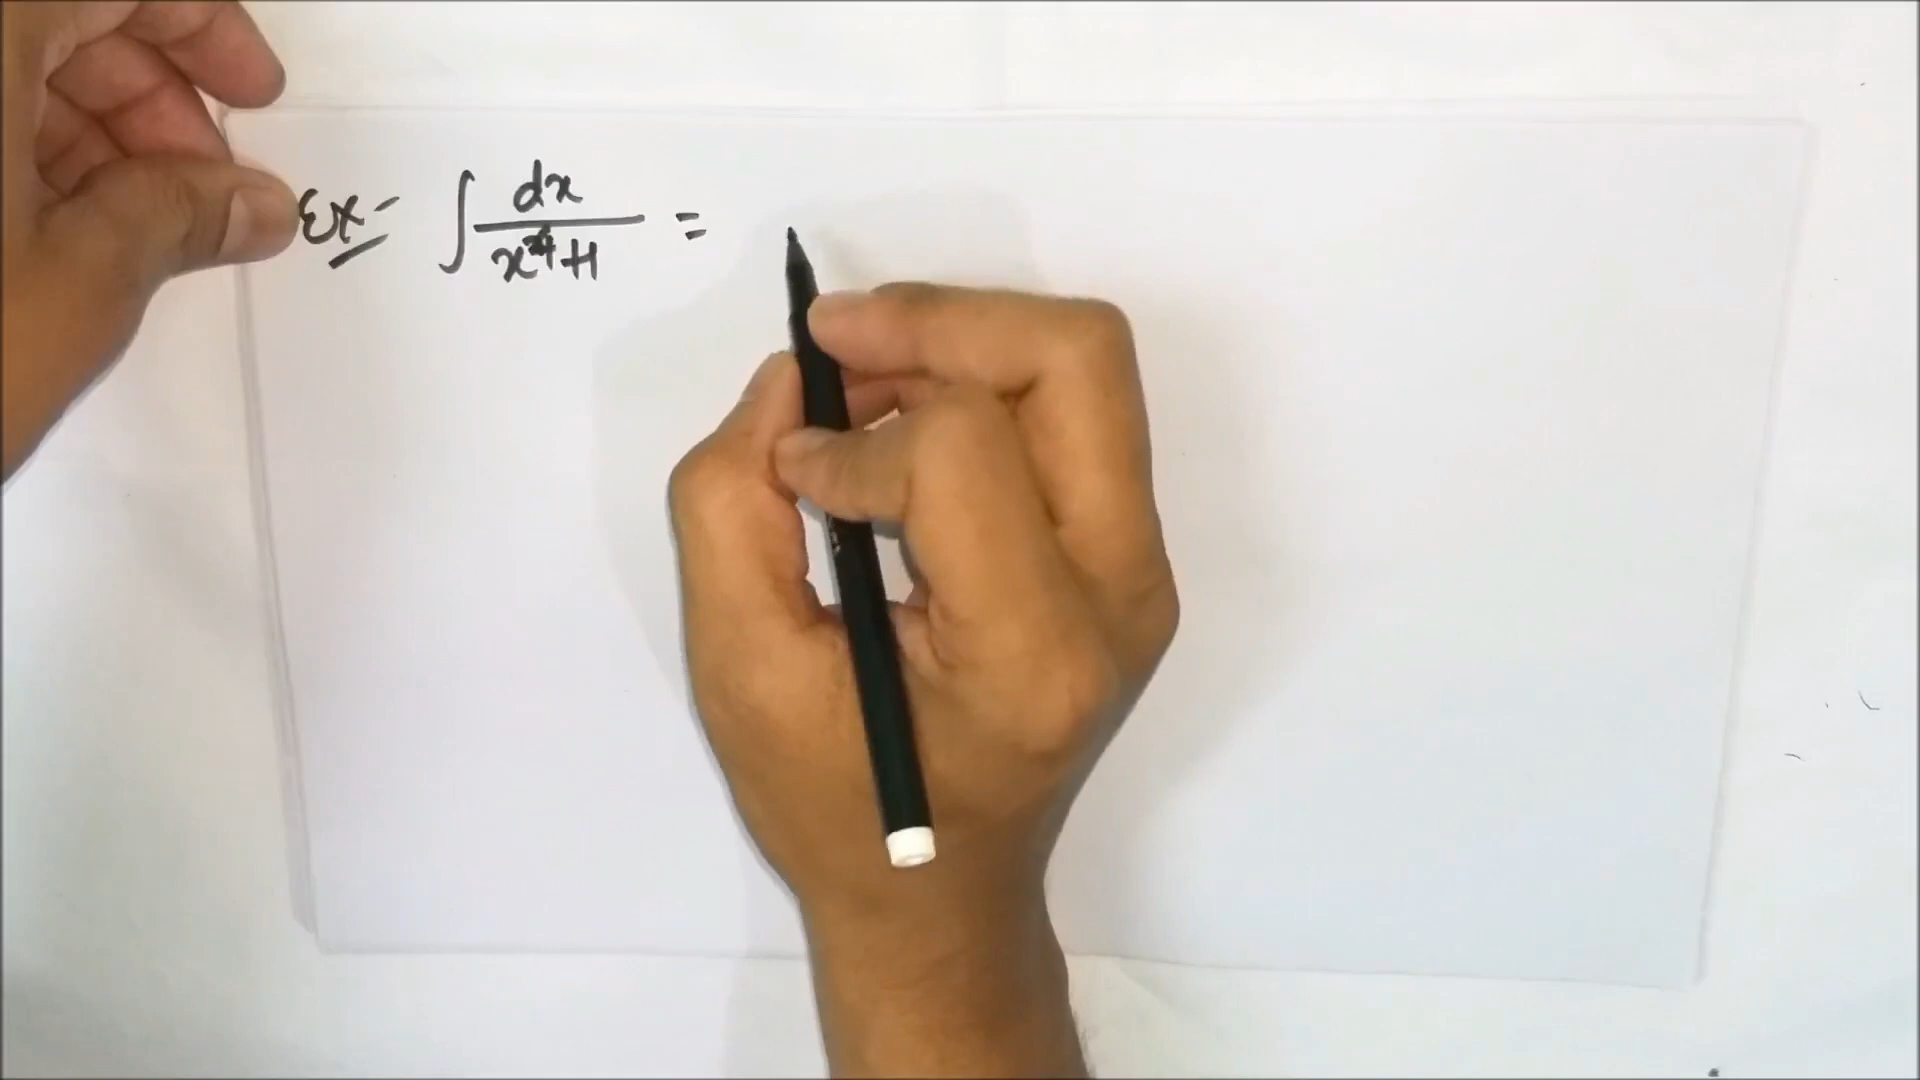 Ex- ∫ dx/(x⁴+1) =